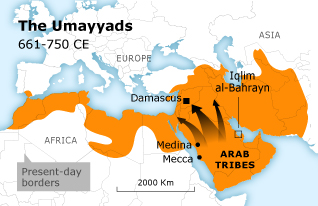 The Umayyads
661-750 CE
ASIA
EUROPE
Iqlim
al-Bahrayn
Damascus
AFRICA
Medina
Mecca
ARAB
TRIBES
Present-day
borders
2000 Km